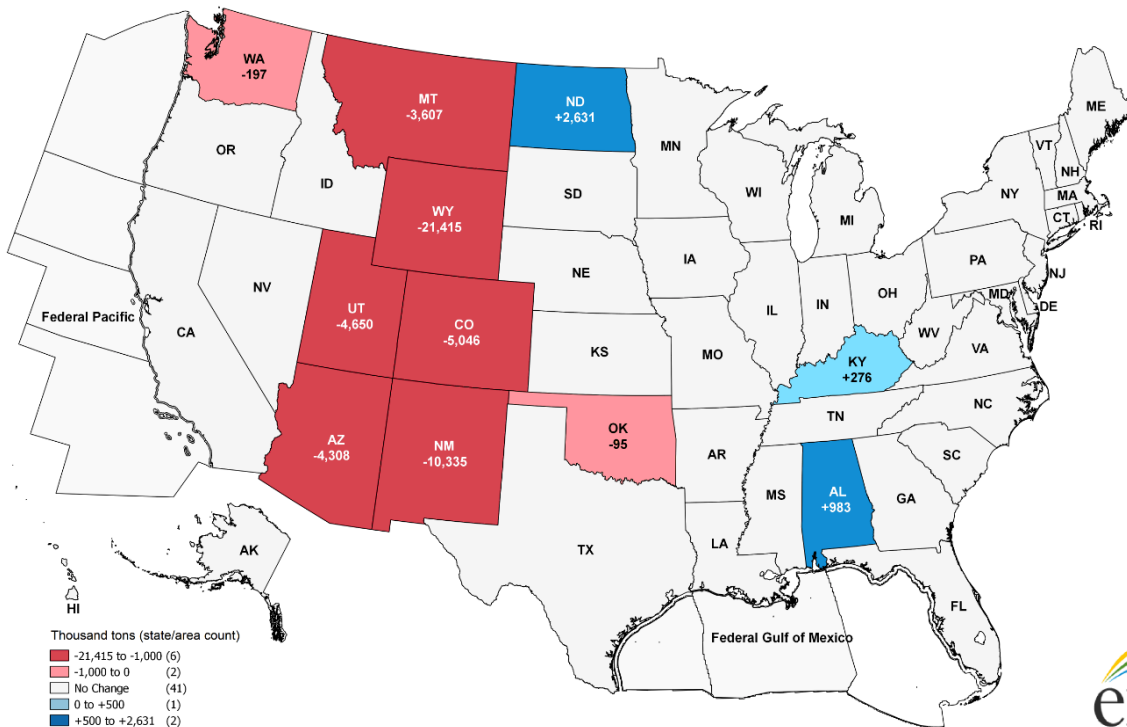 WA
-197
MT
-3,607
ND
+2,631
OR
ID
WY
-21,415
SD
MN
WI
MI
NY
VT
NH
ME
MA
CT
RI
NV
UT
-4,650
CO
-5,046
NE
IA
IL
IN
OH
PA
NJ
MD
DE
WV
VA
Federal Pacific
CA
KS
MO
KY
+276
AZ
-4,308
NM
-10,335
OK
-95
AR
TN
NC
SC
MS
AL
+983
GA
TX
LA
FL
AK
HI
Federal Gulf of Mexico
Thousand tons (state/area count)
-21,415 to -1,000 (6)
-1,000 to 0 (2)
No Change (41)
0 to +500 (1)
+500 to +2,631 (2)
e